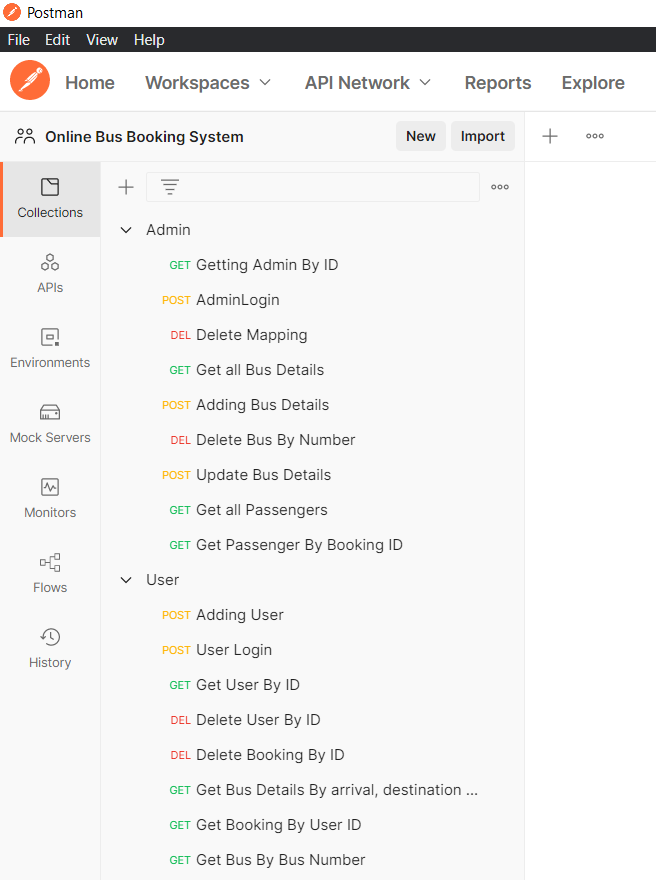 Postman
File Edit View Help
Home Workspaces API Network Reports Explore
Online Bus Booking System New Import
Collections
APIs
Environments
Mock Servers
Monitors
Flows
History
Admin
GET Getting Admin By ID
POST AdminLogin
DEL Delete Mapping
GET Get all Bus Details
POST Adding Bus Details
DEL Delete Bus By Number
POST Update Bus Details
GET Get all Passengers
GET Get Passenger By Booking ID
User
POST Adding User
POST User Login
GET Get User By ID
DEL Delete User By ID
DEL Delete Booking By ID
GET Get Bus Details By arrival, destination ...
GET Get Booking By User ID
GET Get Bus By Bus Number